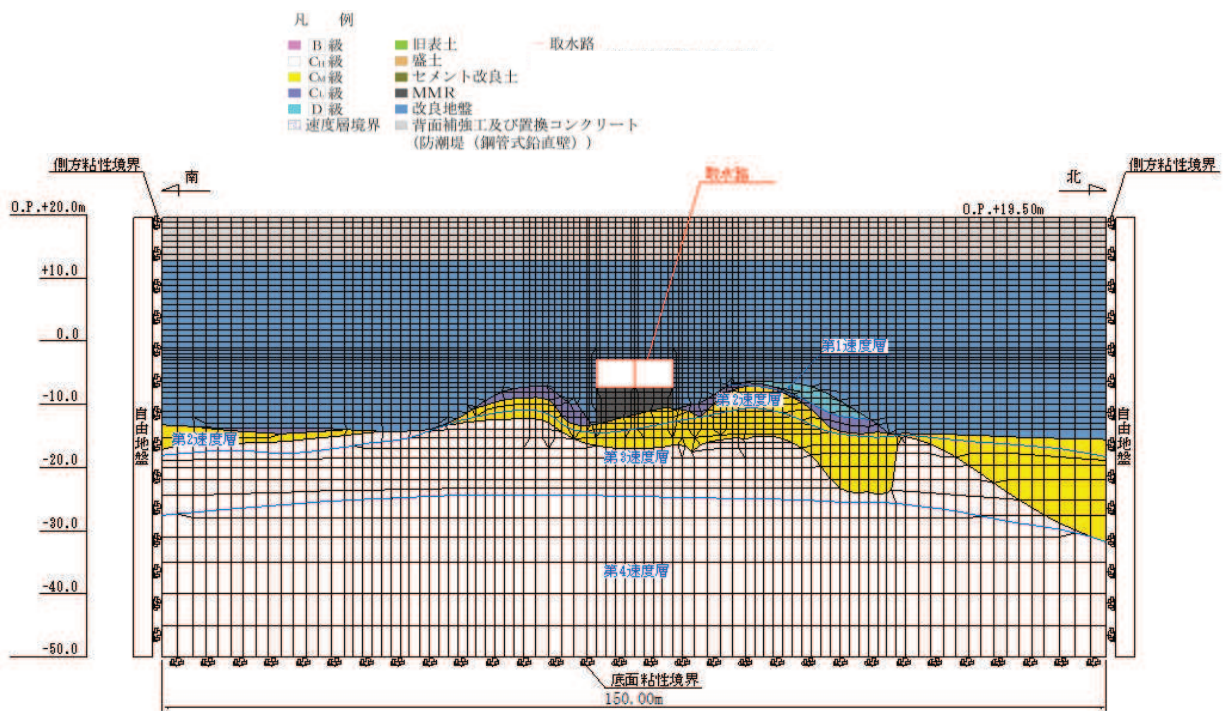 凡 例
B 級
CH級
CM級
CL級
D 級
速度層境界
旧表土
盛土
セメント改良土
MMR
改良地盤
背面補強工及び置換コンクリート
(防潮堤(鋼管式鉛直壁))
取水路
側方粘性境界
南
取水路
北
側方粘性境界
O.P.+20.0m
O.P.+19.50m
+10.0
0.0
-10.0
-20.0
-30.0
-40.0
-50.0
自由地盤
自由地盤
第1速度層
第2速度層
第2速度層
第3速度層
第4速度層
底面粘性境界
150.00m